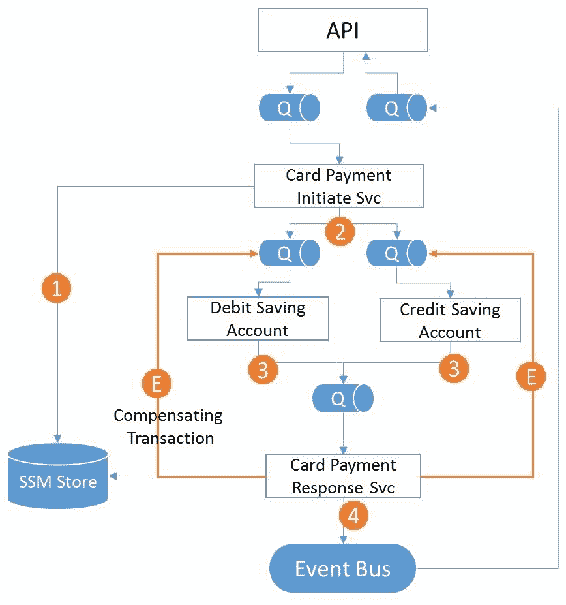 API
Q
Q
Card Payment
Initiate Svc
2
Q
Q
1
Debit Saving
Account
Credit Saving
Account
3
3
E
E
Q
Compensating
Transaction
Card Payment
Response Svc
SSM Store
4
Event Bus